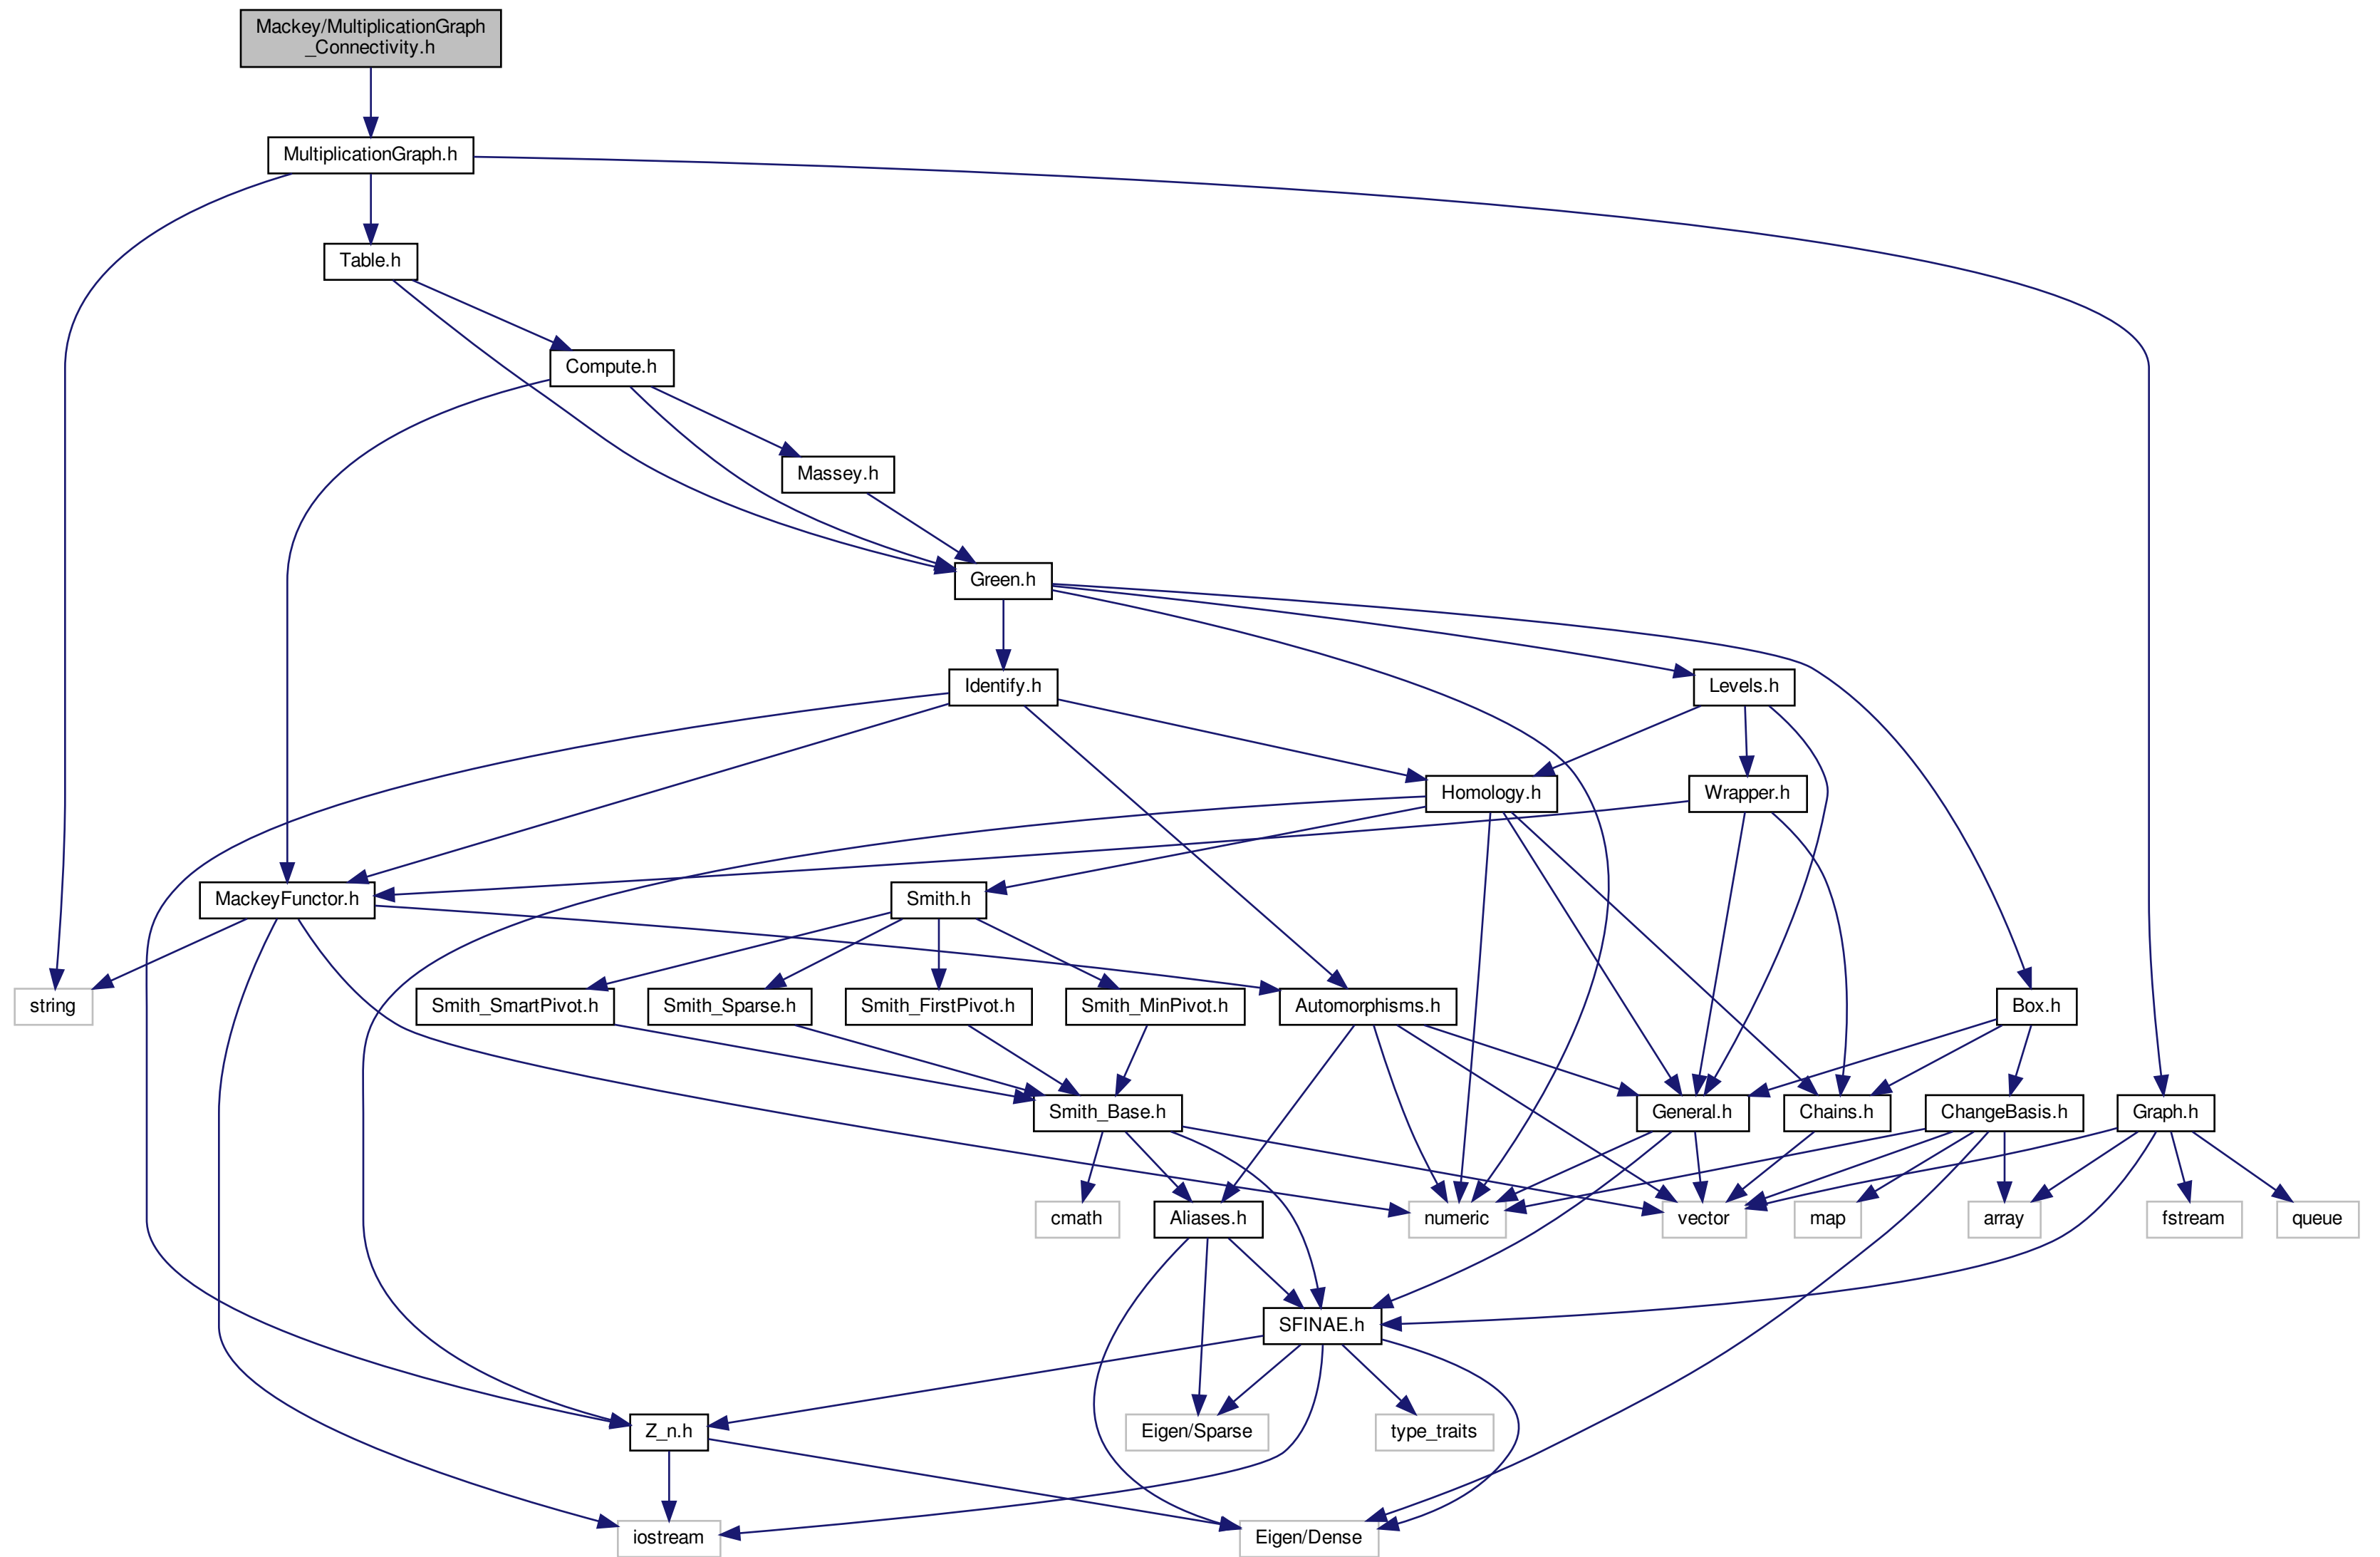 Mackey/MultiplicationGraph
_Connectivity.h
MultiplicationGraph.h
Table.h
Compute.h
Massey.h
Green.h
Identify.h
Levels.h
Homology.h
Wrapper.h
MackeyFunctor.h
Smith.h
string
Smith_SmartPivot.h
Smith_Sparse.h
Smith_FirstPivot.h
Smith_MinPivot.h
Automorphisms.h
Box.h
Smith_Base.h
General.h
Chains.h
ChangeBasis.h
Graph.h
cmath
Aliases.h
numeric
vector
map
array
fstream
queue
SFINAE.h
Z_n.h
Eigen/Sparse
type_traits
iostream
Eigen/Dense